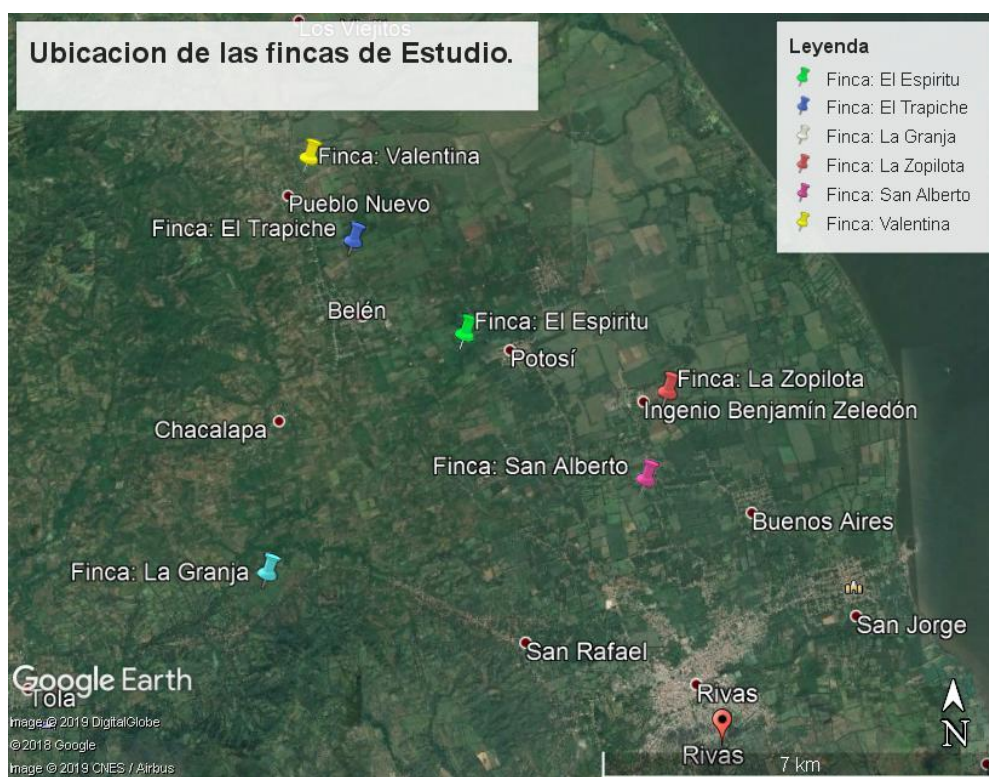 Los Viejitos
Ubicacion de las fincas de Estudio.
Leyenda
Finca: El Espiritu
Finca: El Trapiche
Finca: La Granja
Finca: La Zopilota
Finca: San Alberto
Finca: Valentina
Finca: Valentina
Pueblo Nuevo
Finca: El Trapiche
Belén
Finca: El Espiritu
Potosí
Finca: La Zopilota
Ingenio Benjamín Zeledón
Chacalapa
Finca: San Alberto
Buenos Aires
Finca: La Granja
San Jorge
San Rafael
Google Earth
Tola
Rivas
Rivas
N
7 km
Image © 2019 DigitalGlobe
© 2018 Google
Image © 2019 CNES / Airbus